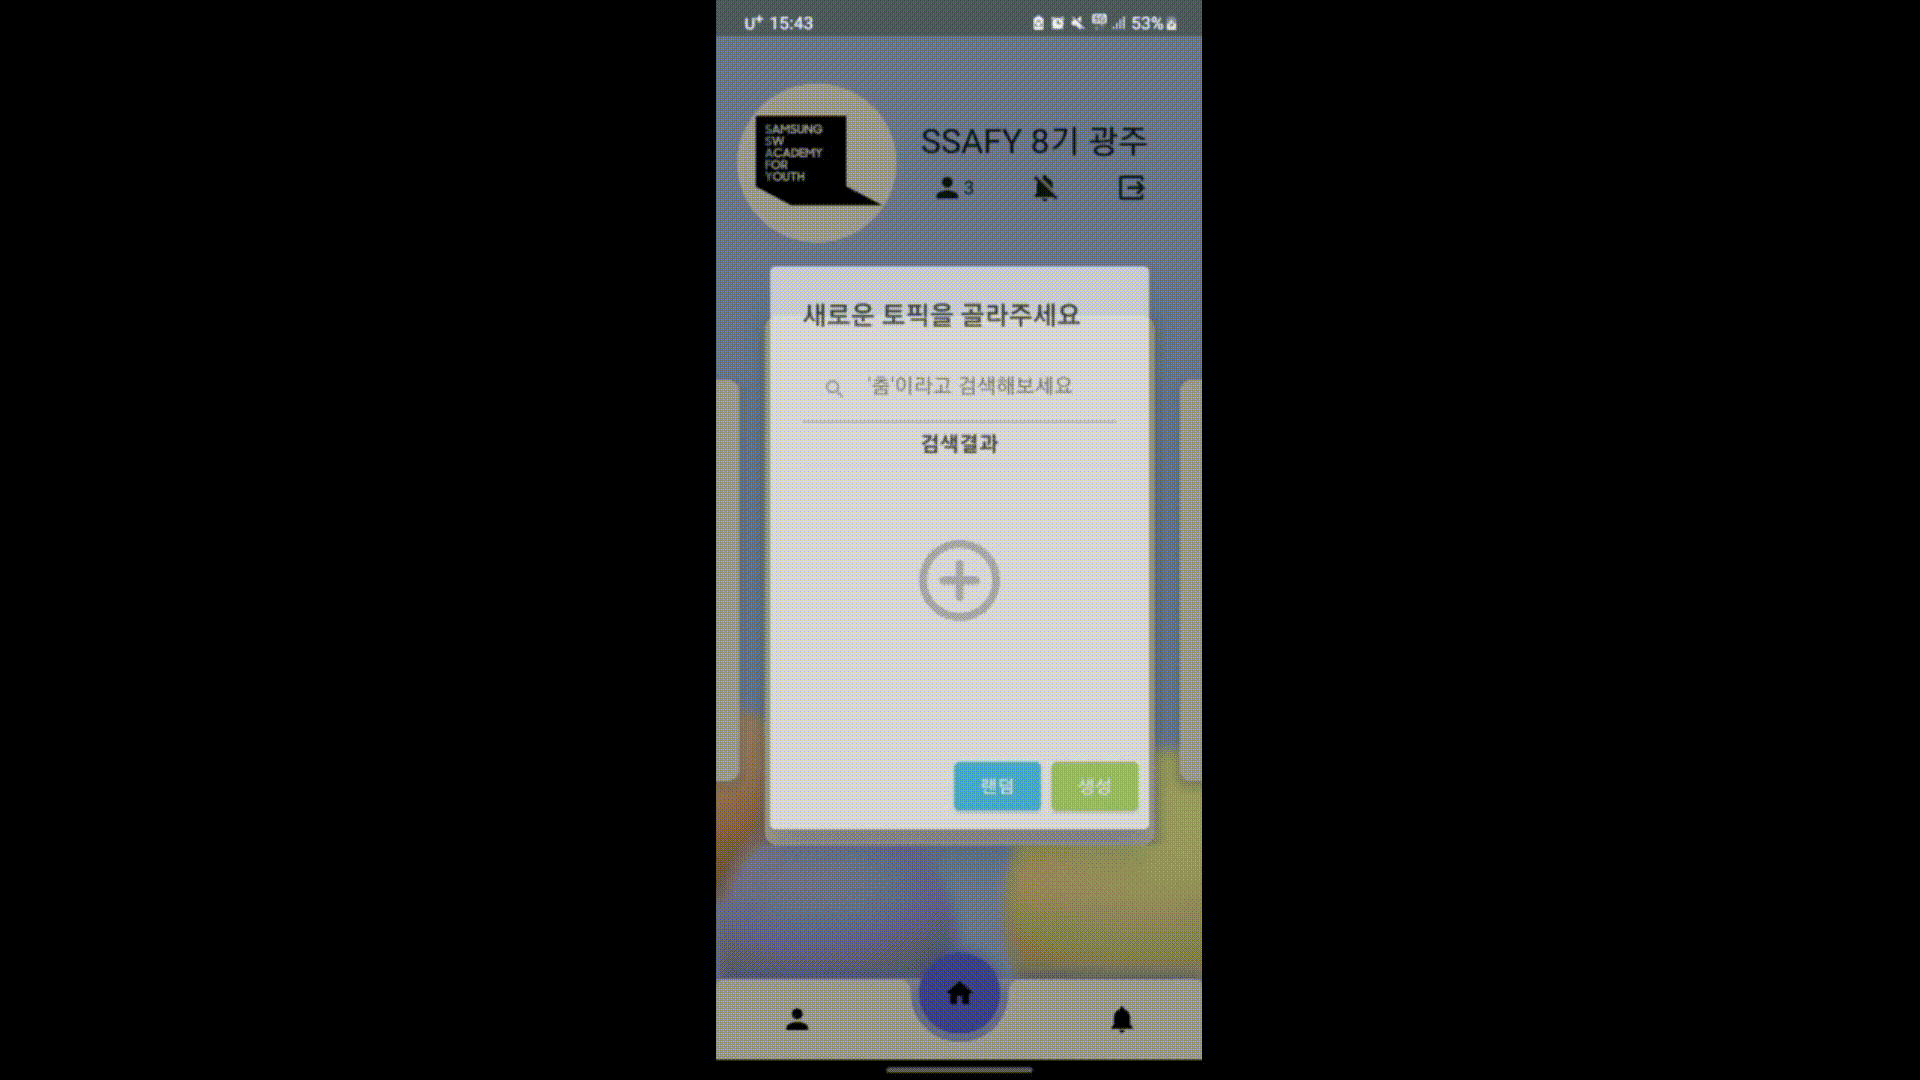 U+ 15:43 53%
SAMSUNG
SW
ACADEMY
FOR
YOUTH
SSAFY 8기 광주
3
새로운 토픽을 골라주세요
'춤'이라고 검색해보세요
검색결과
랜덤 생성